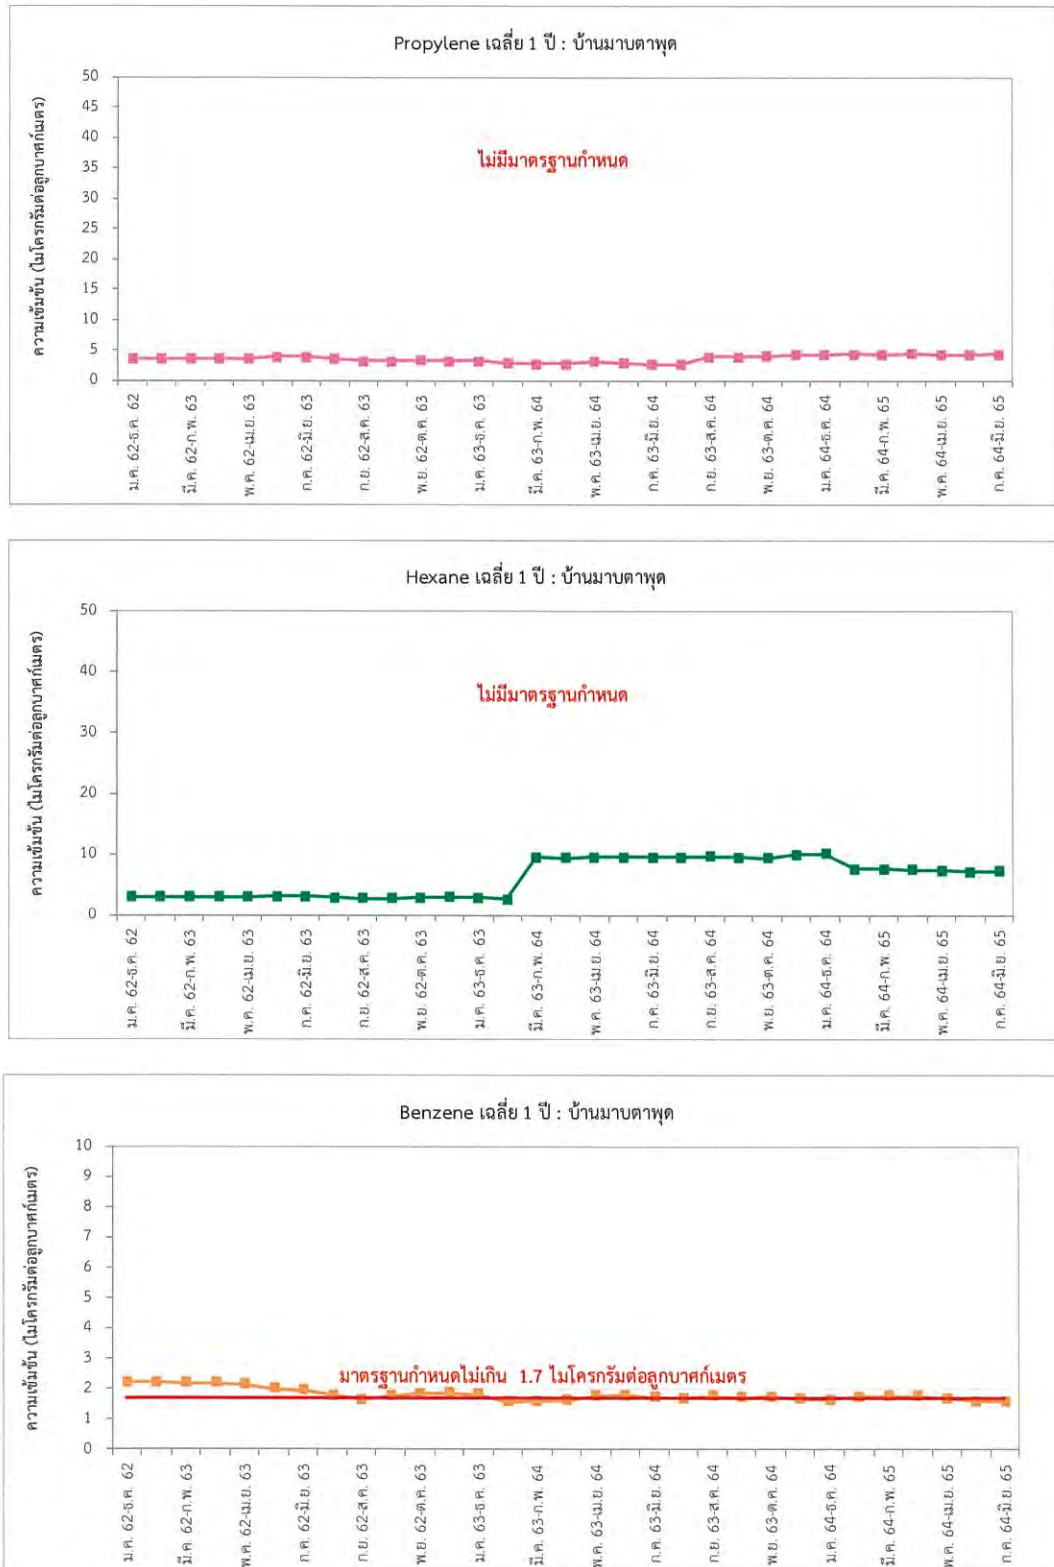 Propylene เฉลี่ย 1 ปี : บ้านมาบตาพุด
ความเข้มข้น (ไมโครกรัมต่อลูกบาศก์เมตร)
50
45
40
35
30
25
20
15
10
5
0
ไม่มีมาตรฐานกำหนด
ม.ค. 62-ธ.ค. 62
มี.ค. 62-ก.พ. 63
พ.ค. 62-เม.ย. 63
ก.ค. 62-มิ.ย. 63
ก.ย. 62-ส.ค. 63
พ.ย. 62-ต.ค. 63
ม.ค. 63-ธ.ค. 63
มี.ค. 63-ก.พ. 64
พ.ค. 63-เม.ย. 64
ก.ค. 63-มิ.ย. 64
ก.ย. 63-ส.ค. 64
พ.ย. 63-ต.ค. 64
ม.ค. 64-ธ.ค. 64
มี.ค. 64-ก.พ. 65
พ.ค. 64-เม.ย. 65
ก.ค. 64-มิ.ย. 65
Hexane เฉลี่ย 1 ปี : บ้านมาบตาพุด
ความเข้มข้น (ไมโครกรัมต่อลูกบาศก์เมตร)
50
40
30
20
10
0
ไม่มีมาตรฐานกำหนด
ม.ค. 62-ธ.ค. 62
มี.ค. 62-ก.พ. 63
พ.ค. 62-เม.ย. 63
ก.ค. 62-มิ.ย. 63
ก.ย. 62-ส.ค. 63
พ.ย. 62-ต.ค. 63
ม.ค. 63-ธ.ค. 63
มี.ค. 63-ก.พ. 64
พ.ค. 63-เม.ย. 64
ก.ค. 63-มิ.ย. 64
ก.ย. 63-ส.ค. 64
พ.ย. 63-ต.ค. 64
ม.ค. 64-ธ.ค. 64
มี.ค. 64-ก.พ. 65
พ.ค. 64-เม.ย. 65
ก.ค. 64-มิ.ย. 65
Benzene เฉลี่ย 1 ปี : บ้านมาบตาพุด
ความเข้มข้น (ไมโครกรัมต่อลูกบาศก์เมตร)
10
9
8
7
6
5
4
3
2
1
0
มาตรฐานกำหนดไม่เกิน 1.7 ไมโครกรัมต่อลูกบาศก์เมตร
ม.ค. 62-ธ.ค. 62
มี.ค. 62-ก.พ. 63
พ.ค. 62-เม.ย. 63
ก.ค. 62-มิ.ย. 63
ก.ย. 62-ส.ค. 63
พ.ย. 62-ต.ค. 63
ม.ค. 63-ธ.ค. 63
มี.ค. 63-ก.พ. 64
พ.ค. 63-เม.ย. 64
ก.ค. 63-มิ.ย. 64
ก.ย. 63-ส.ค. 64
พ.ย. 63-ต.ค. 64
ม.ค. 64-ธ.ค. 64
มี.ค. 64-ก.พ. 65
พ.ค. 64-เม.ย. 65
ก.ค. 64-มิ.ย. 65